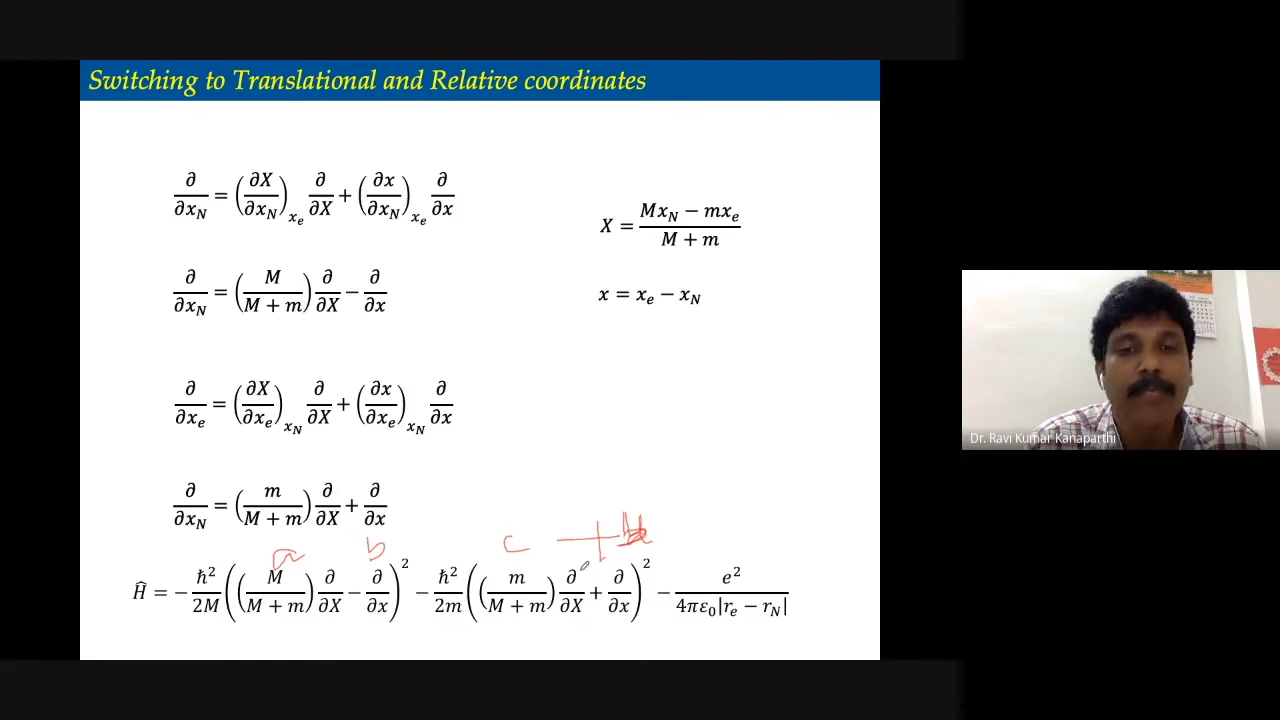 Switching to Translational and Relative coordinates
∂/∂x_N = (∂X/∂x_N)_{x_e} ∂/∂X + (∂x/∂x_N)_{x_e} ∂/∂x
X = (Mx_N − mx_e)/(M + m)
∂/∂x_N = (M/(M + m)) ∂/∂X − ∂/∂x
x = x_e − x_N
∂/∂x_e = (∂X/∂x_e)_{x_N} ∂/∂X + (∂x/∂x_e)_{x_N} ∂/∂x
∂/∂x_N = (m/(M + m)) ∂/∂X + ∂/∂x
a b c
Ĥ = −ℏ²/2M ((M/(M + m)) ∂/∂X − ∂/∂x)² − ℏ²/2m ((m/(M + m)) ∂/∂X + ∂/∂x)² − e²/(4πε₀|r_e − r_N|)
Dr. Ravi Kumar Kanaparthi